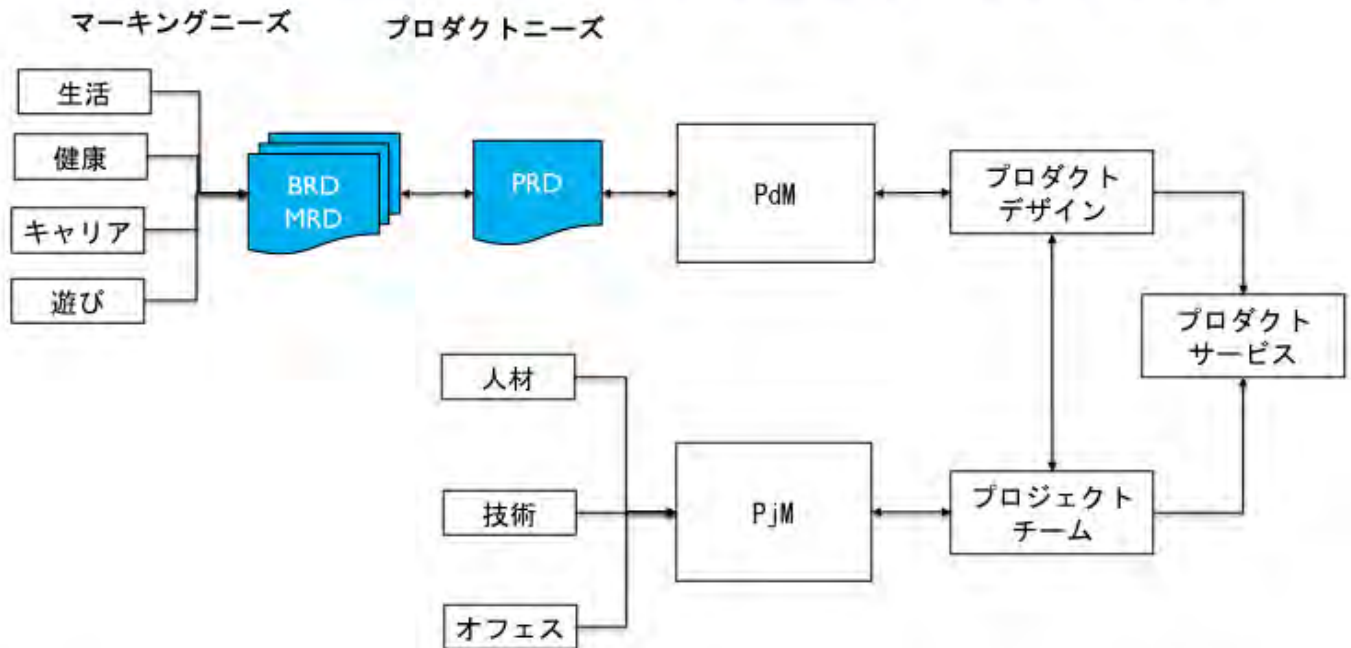 マーキングニーズ
プロダクトニーズ
生活
健康
キャリア
遊び
BRD
MRD
PRD
PdM
プロダクト
デザイン
プロダクト
サービス
人材
技術
オフェス
PjM
プロジェクト
チーム